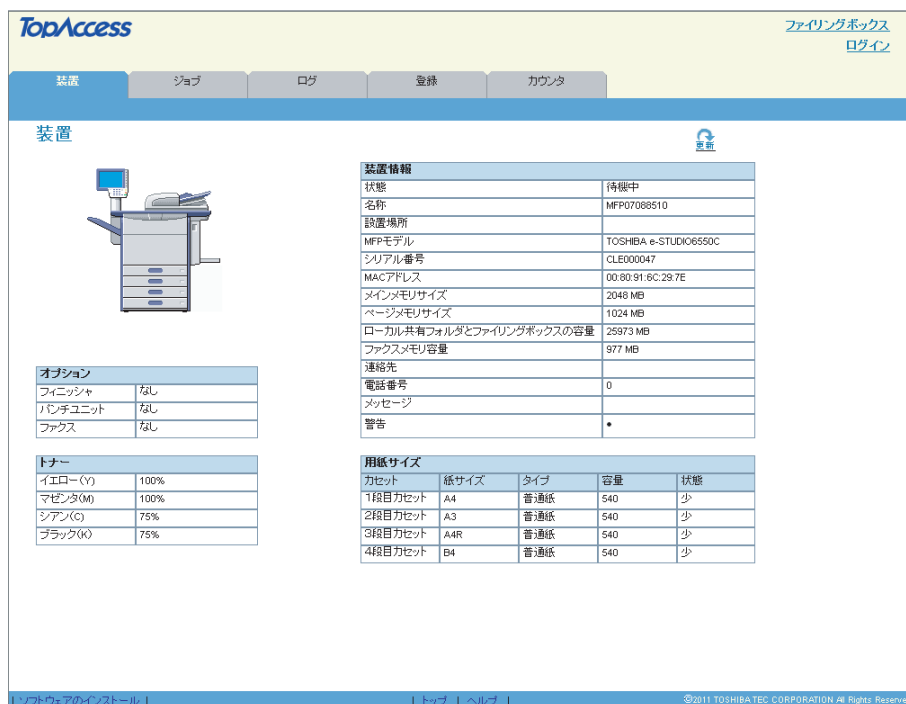 TopAccess
ファイリングボックス
ログイン
装置 ジョブ ログ 登録 カウンタ
装置
更新
装置情報
状態 待機中
名称 MFP07088510
設置場所
MFPモデル TOSHIBA e-STUDIO6550C
シリアル番号 CLE000047
MACアドレス 00:80:91:6C:29:7E
メインメモリサイズ 2048 MB
ページメモリサイズ 1024 MB
ローカル共有フォルダとファイリングボックスの容量 25973 MB
ファクスメモリ容量 977 MB
連絡先
電話番号 0
メッセージ
警告 •
オプション
フィニッシャ なし
パンチユニット なし
ファクス なし
トナー
イエロー(Y) 100%
マゼンタ(M) 100%
シアン(C) 75%
ブラック(K) 75%
用紙サイズ
カセット 紙サイズ タイプ 容量 状態
1段目カセット A4 普通紙 540 少
2段目カセット A3 普通紙 540 少
3段目カセット A4R 普通紙 540 少
4段目カセット B4 普通紙 540 少
| ソフトウェアのインストール | | トップ | ヘルプ | ©2011 TOSHIBA TEC CORPORATION All Rights Reserve